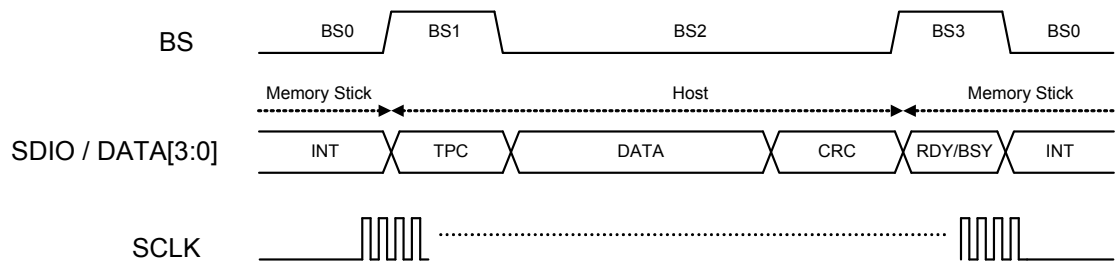 BS BS0 BS1 BS2 BS3 BS0
Memory Stick Host Memory Stick
SDIO / DATA[3:0] INT TPC DATA CRC RDY/BSY INT
SCLK